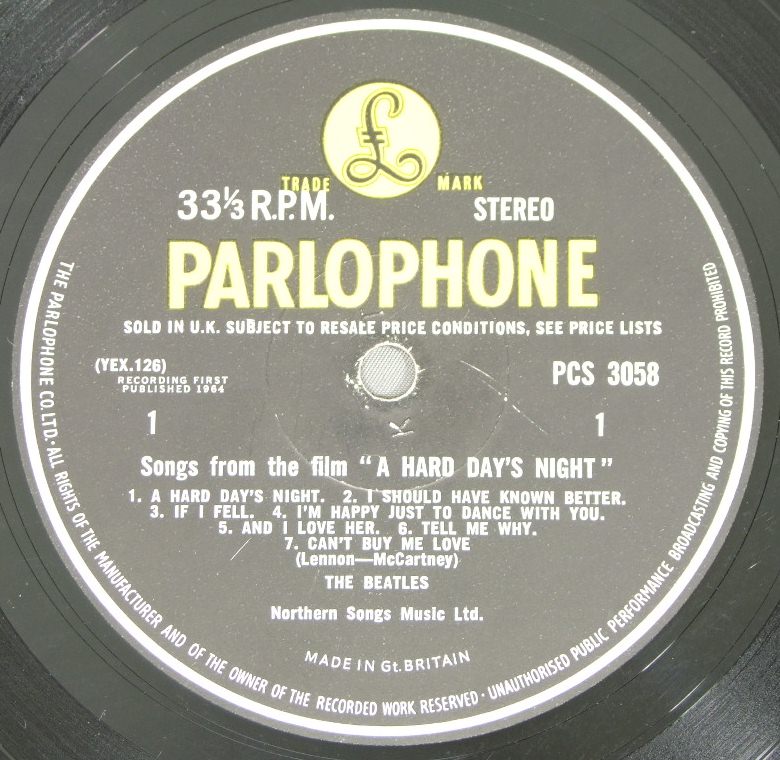 £
TRADE MARK
33⅓ R.P.M. STEREO
PARLOPHONE
SOLD IN U.K. SUBJECT TO RESALE PRICE CONDITIONS, SEE PRICE LISTS
(YEX.126) PCS 3058
RECORDING FIRST
PUBLISHED 1964
1 1
K
Songs from the film "A HARD DAY'S NIGHT"
1. A HARD DAY'S NIGHT. 2. I SHOULD HAVE KNOWN BETTER.
3. IF I FELL. 4. I'M HAPPY JUST TO DANCE WITH YOU.
5. AND I LOVE HER. 6. TELL ME WHY.
7. CAN'T BUY ME LOVE
(Lennon—McCartney)
THE BEATLES
Northern Songs Music Ltd.
MADE IN Gt. BRITAIN
THE PARLOPHONE CO. LTD. · ALL RIGHTS OF THE MANUFACTURER AND OF THE OWNER OF THE RECORDED WORK RESERVED · UNAUTHORISED PUBLIC PERFORMANCE BROADCASTING AND COPYING OF THIS RECORD PROHIBITED